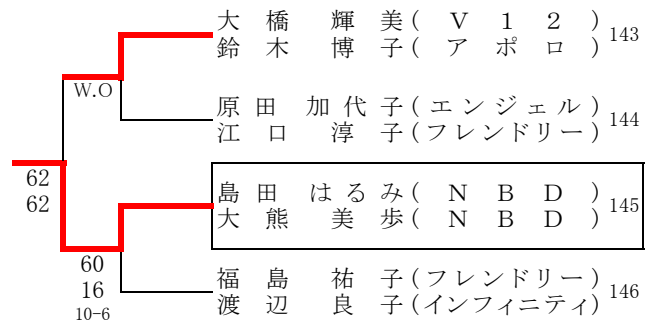 大橋 輝美(V12)
鈴木 博子(アポロ)
143
W.O
原田 加代子(エンジェル)
江口 淳子(フレンドリー)
144
62
62
島田 はるみ(NBD)
大熊 美歩(NBD)
145
60
16
10-6
福島 祐子(フレンドリー)
渡辺 良子(インフィニティ)
146